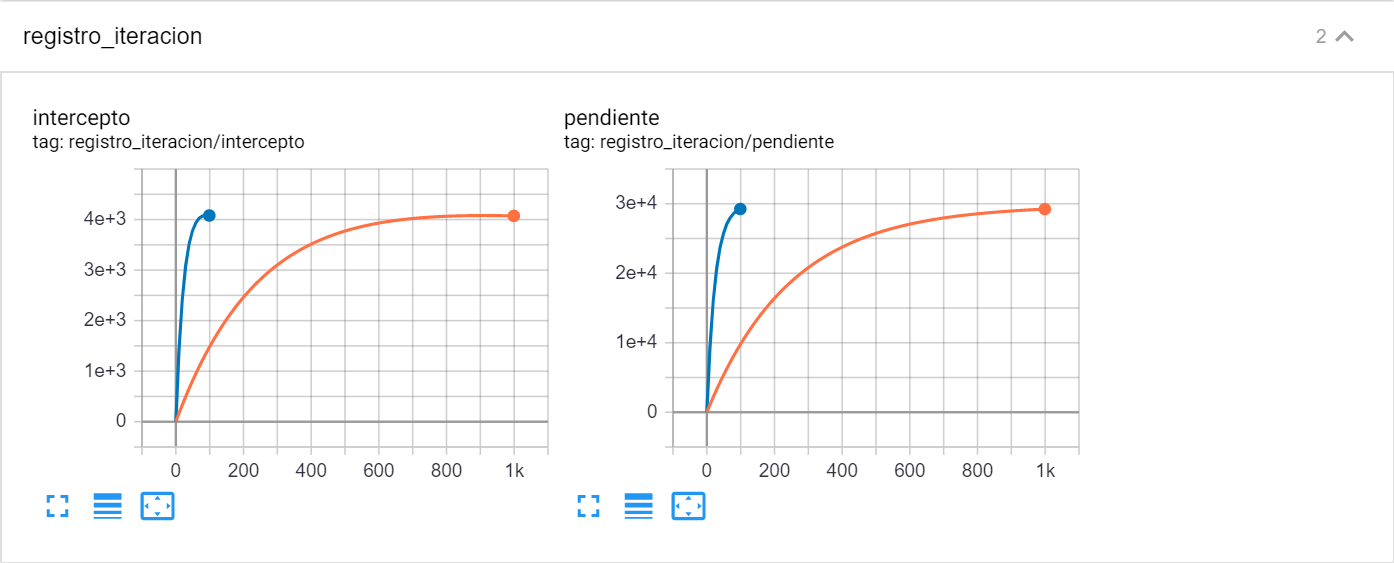 registro_iteracion
2
intercepto
tag: registro_iteracion/intercepto
4e+3
3e+3
2e+3
1e+3
0
0 200 400 600 800 1k
pendiente
tag: registro_iteracion/pendiente
3e+4
2e+4
1e+4
0
0 200 400 600 800 1k